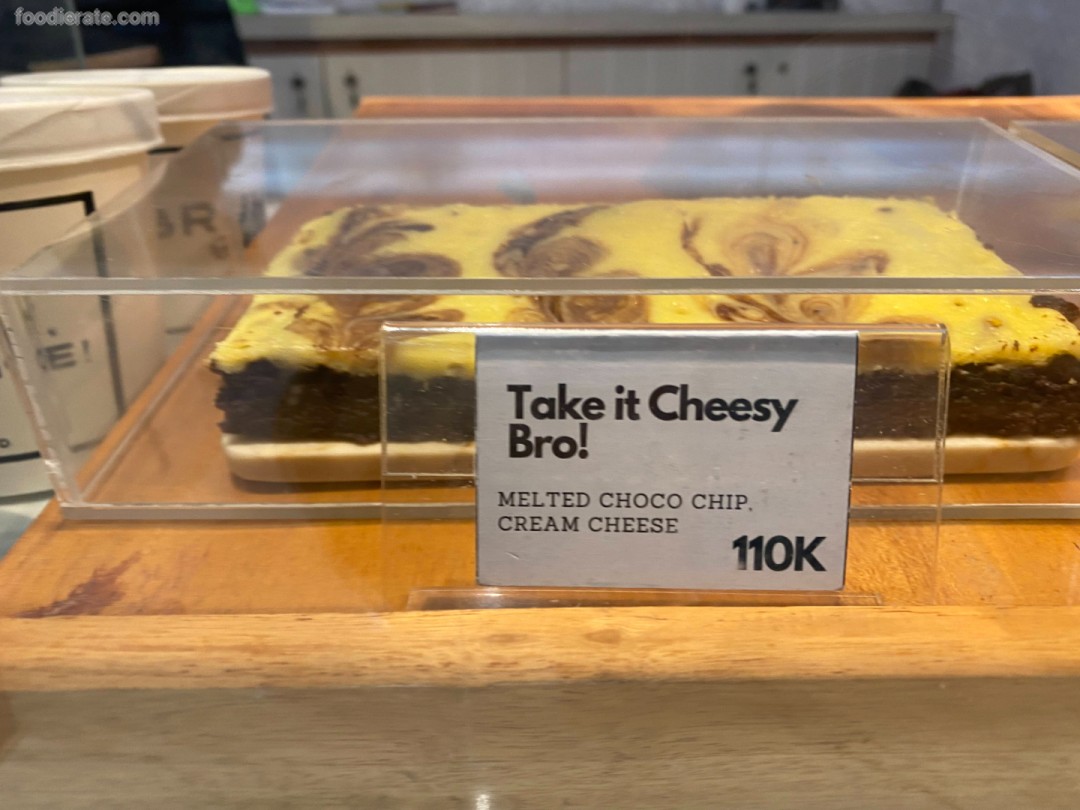 foodierate.com
Take it Cheesy
Bro!
MELTED CHOCO CHIP,
CREAM CHEESE
110K